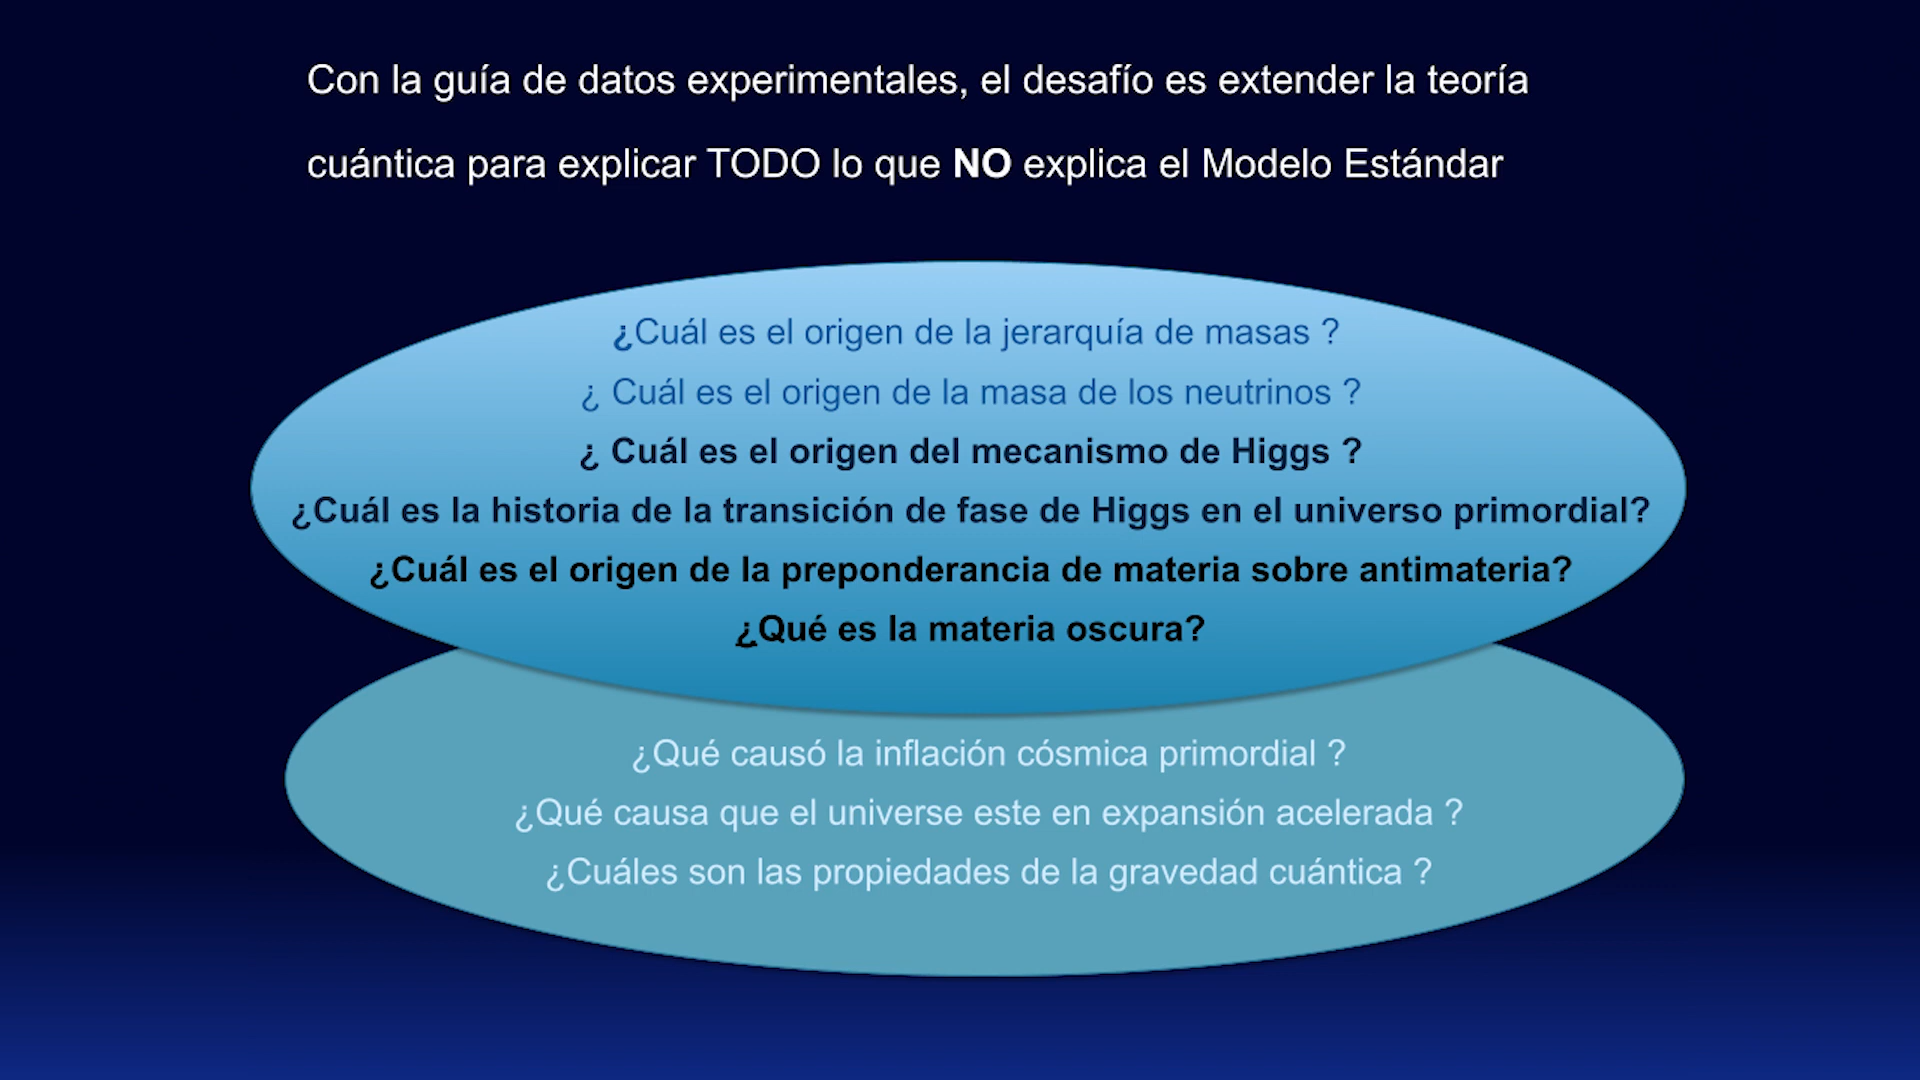 Con la guía de datos experimentales, el desafío es extender la teoría
cuántica para explicar TODO lo que NO explica el Modelo Estándar
¿Cuál es el origen de la jerarquía de masas ?
¿ Cuál es el origen de la masa de los neutrinos ?
¿ Cuál es el origen del mecanismo de Higgs ?
¿Cuál es la historia de la transición de fase de Higgs en el universo primordial?
¿Cuál es el origen de la preponderancia de materia sobre antimateria?
¿Qué es la materia oscura?
¿Qué causó la inflación cósmica primordial ?
¿Qué causa que el universe este en expansión acelerada ?
¿Cuáles son las propiedades de la gravedad cuántica ?